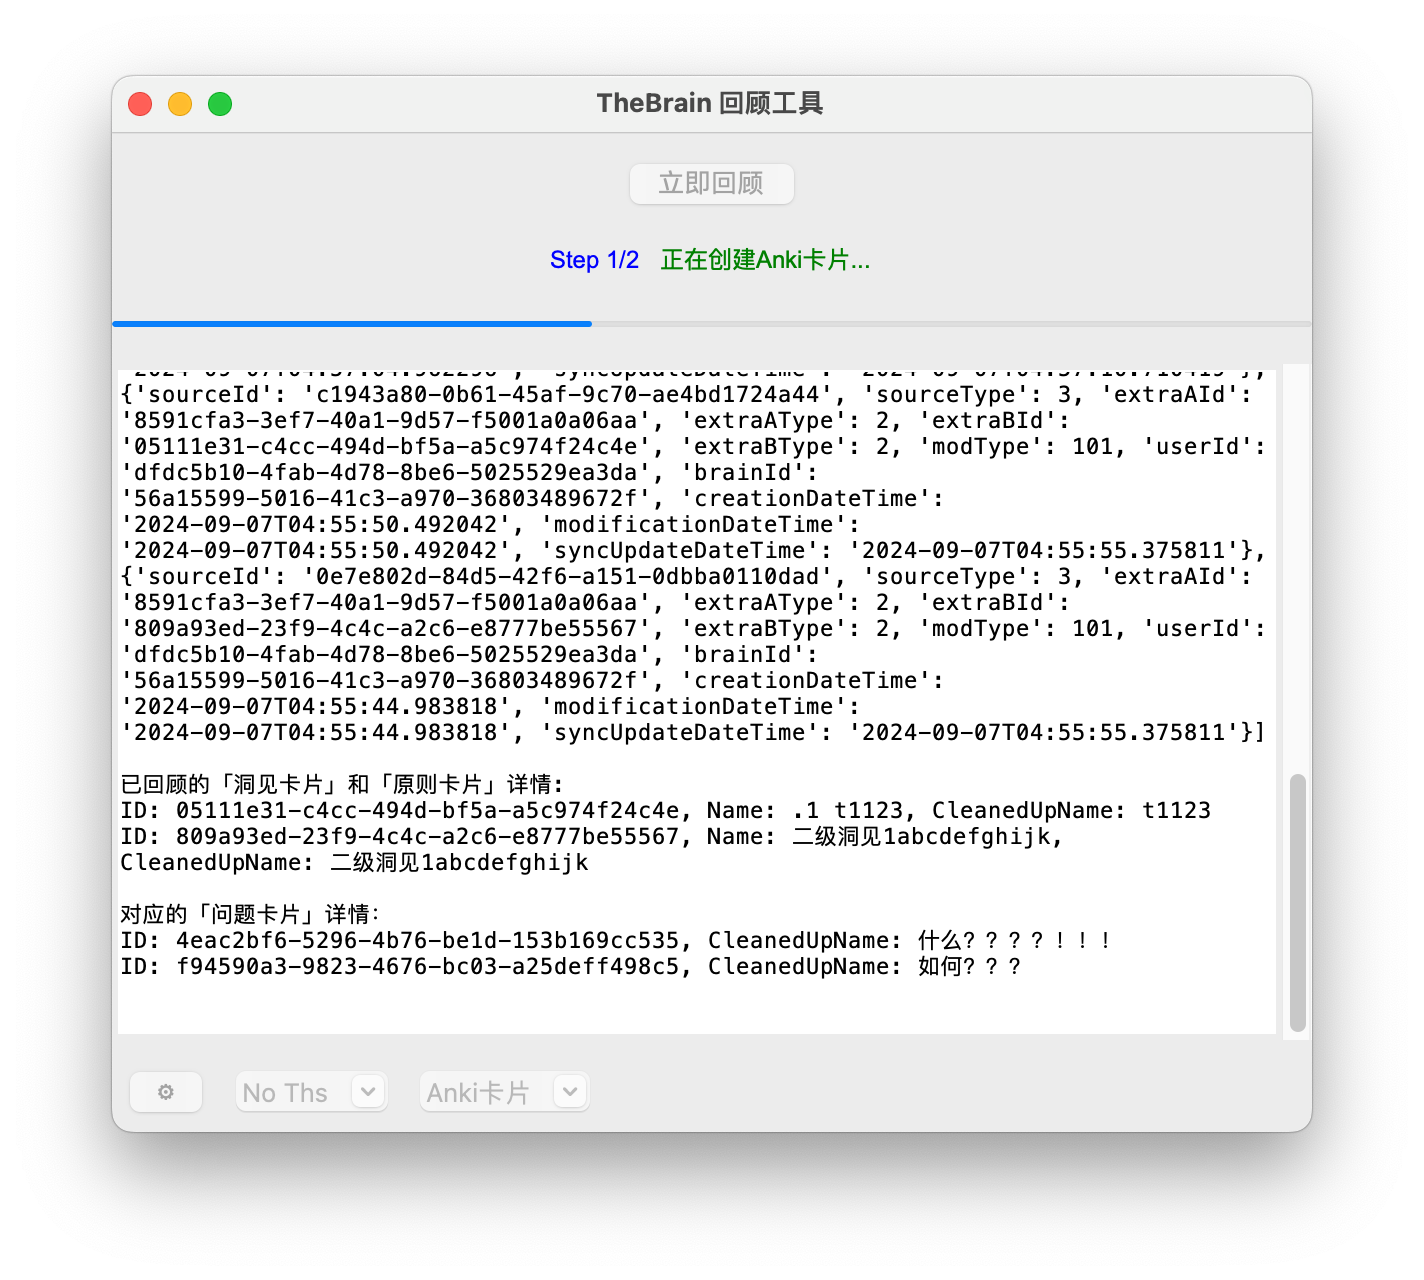 TheBrain 回顾工具
立即回顾
Step 1/2 正在创建Anki卡片...
{'sourceId': 'c1943a80-0b61-45af-9c70-ae4bd1724a44', 'sourceType': 3, 'extraAId':
'8591cfa3-3ef7-40a1-9d57-f5001a0a06aa', 'extraAType': 2, 'extraBId':
'05111e31-c4cc-494d-bf5a-a5c974f24c4e', 'extraBType': 2, 'modType': 101, 'userId':
'dfdc5b10-4fab-4d78-8be6-5025529ea3da', 'brainId':
'56a15599-5016-41c3-a970-36803489672f', 'creationDateTime':
'2024-09-07T04:55:50.492042', 'modificationDateTime':
'2024-09-07T04:55:50.492042', 'syncUpdateDateTime': '2024-09-07T04:55:55.375811'},
{'sourceId': '0e7e802d-84d5-42f6-a151-0dbba0110dad', 'sourceType': 3, 'extraAId':
'8591cfa3-3ef7-40a1-9d57-f5001a0a06aa', 'extraAType': 2, 'extraBId':
'809a93ed-23f9-4c4c-a2c6-e8777be55567', 'extraBType': 2, 'modType': 101, 'userId':
'dfdc5b10-4fab-4d78-8be6-5025529ea3da', 'brainId':
'56a15599-5016-41c3-a970-36803489672f', 'creationDateTime':
'2024-09-07T04:55:44.983818', 'modificationDateTime':
'2024-09-07T04:55:44.983818', 'syncUpdateDateTime': '2024-09-07T04:55:55.375811'}]
已回顾的「洞见卡片」和「原则卡片」详情:
ID: 05111e31-c4cc-494d-bf5a-a5c974f24c4e, Name: .1 t1123, CleanedUpName: t1123
ID: 809a93ed-23f9-4c4c-a2c6-e8777be55567, Name: 二级洞见1abcdefghijk,
CleanedUpName: 二级洞见1abcdefghijk
对应的「问题卡片」详情:
ID: 4eac2bf6-5296-4b76-be1d-153b169cc535, CleanedUpName: 什么？？？？！！！
ID: f94590a3-9823-4676-bc03-a25deff498c5, CleanedUpName: 如何？？？
No Ths
Anki卡片